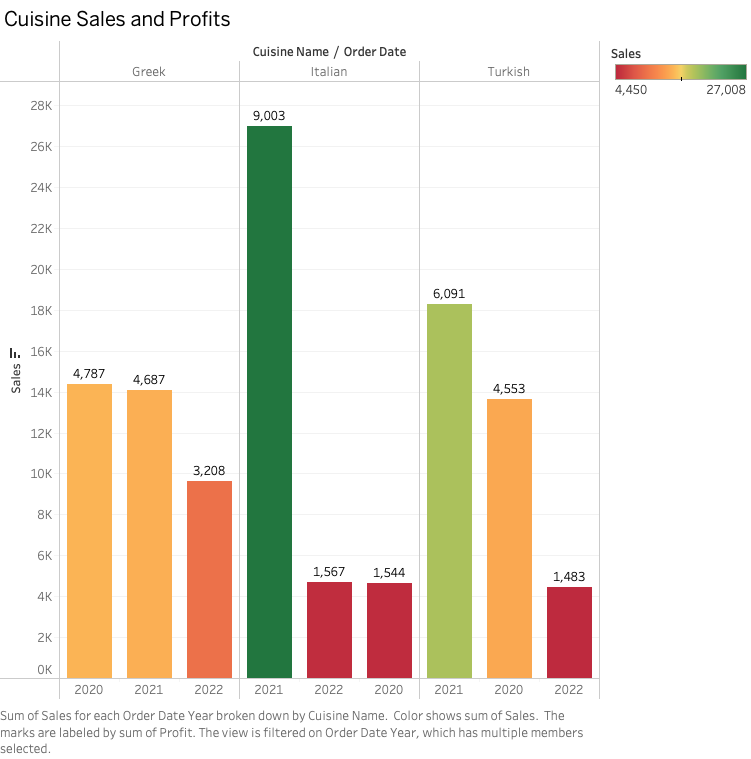 Cuisine Sales and Profits
Cuisine Name / Order Date
Greek
Italian
Turkish
Sales
4,450
27,008
28K
26K
24K
22K
20K
18K
16K
14K
12K
10K
8K
6K
4K
2K
0K
Sales
4,787
4,687
3,208
9,003
1,567
1,544
6,091
4,553
1,483
2020
2021
2022
2021
2022
2020
2021
2020
2022
Sum of Sales for each Order Date Year broken down by Cuisine Name. Color shows sum of Sales. The
marks are labeled by sum of Profit. The view is filtered on Order Date Year, which has multiple members
selected.